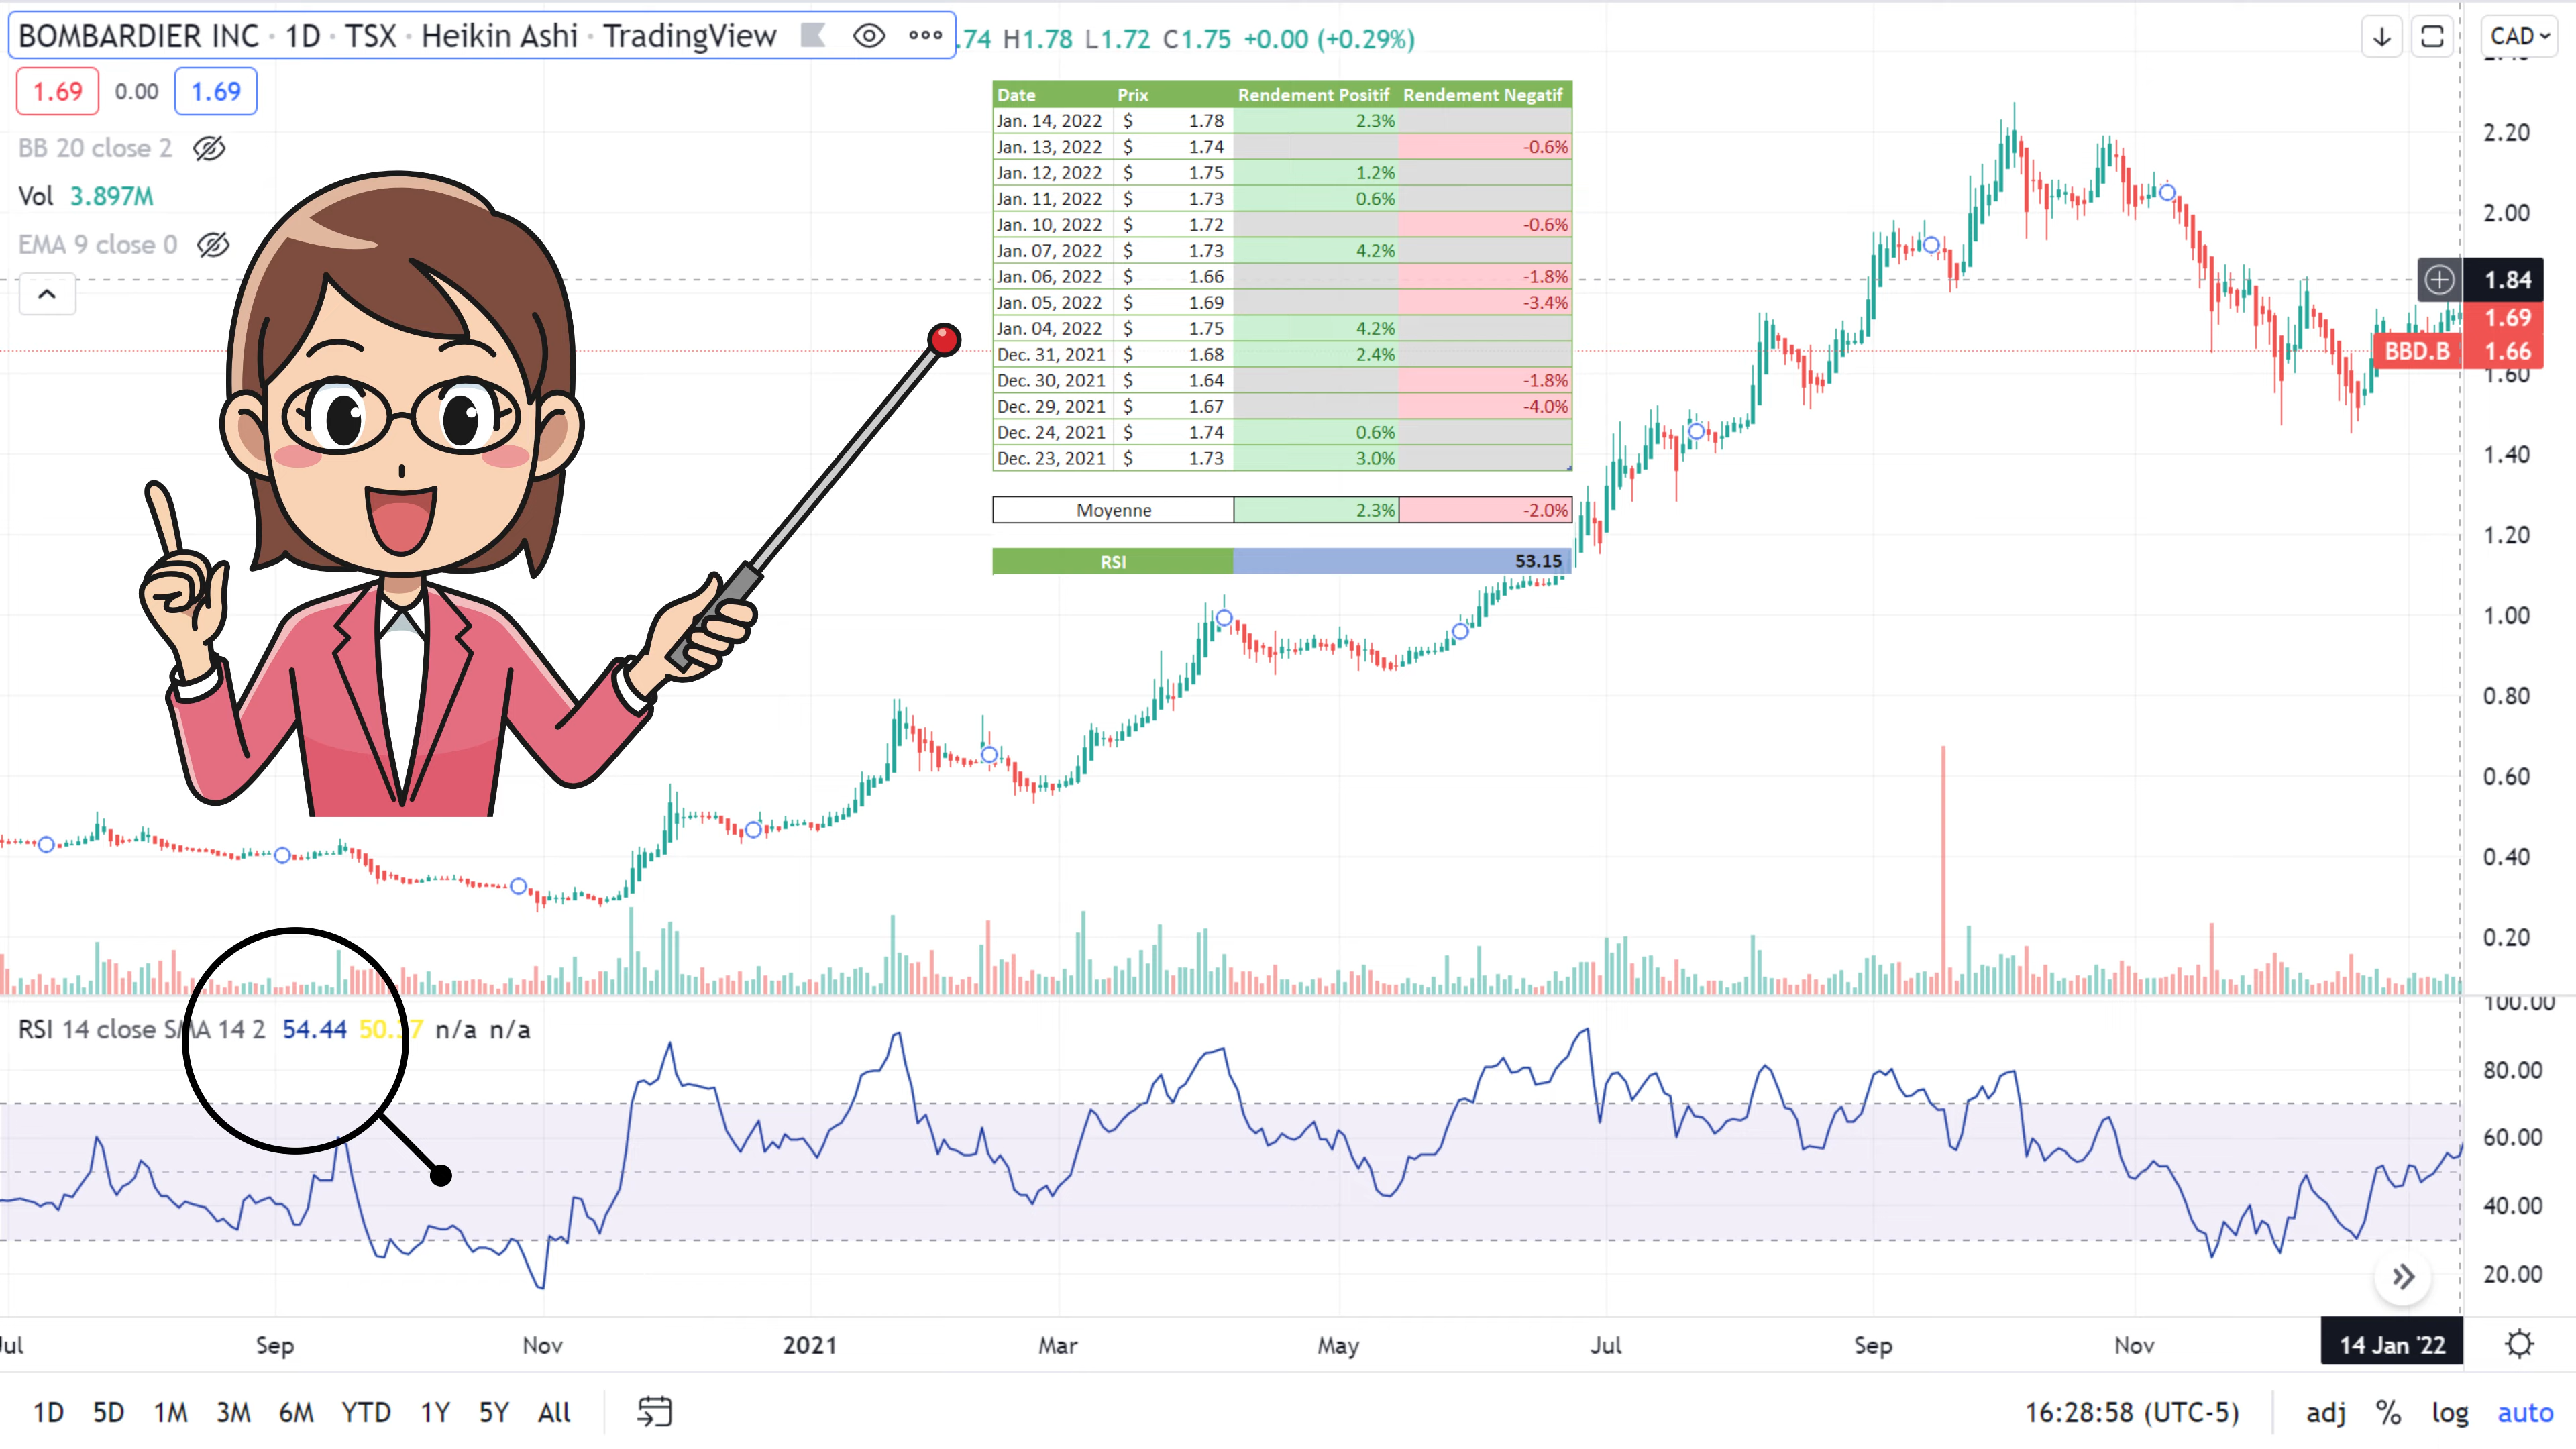 BOMBARDIER INC · 1D · TSX · Heikin Ashi · TradingView .74 H1.78 L1.72 C1.75 +0.00 (+0.29%)
CAD
1.69 0.00 1.69
BB 20 close 2
Vol 3.897M
EMA 9 close 0
Date Prix Rendement Positif Rendement Negatif
Jan. 14, 2022 $ 1.78 2.3%
Jan. 13, 2022 $ 1.74 -0.6%
Jan. 12, 2022 $ 1.75 1.2%
Jan. 11, 2022 $ 1.73 0.6%
Jan. 10, 2022 $ 1.72 -0.6%
Jan. 07, 2022 $ 1.73 4.2%
Jan. 06, 2022 $ 1.66 -1.8%
Jan. 05, 2022 $ 1.69 -3.4%
Jan. 04, 2022 $ 1.75 4.2%
Dec. 31, 2021 $ 1.68 2.4%
Dec. 30, 2021 $ 1.64 -1.8%
Dec. 29, 2021 $ 1.67 -4.0%
Dec. 24, 2021 $ 1.74 0.6%
Dec. 23, 2021 $ 1.73 3.0%
Moyenne 2.3% -2.0%
RSI 53.15
2.20
2.00
1.84
1.69
BBD.B 1.66
1.60
1.40
1.20
1.00
0.80
0.60
0.40
0.20
RSI 14 close SMA 14 2 54.44 n/a n/a
100.00
80.00
60.00
40.00
20.00
Sep Nov 2021 Mar May Jul Sep Nov 14 Jan '22
1D 5D 1M 3M 6M YTD 1Y 5Y All 16:28:58 (UTC-5) adj % log auto